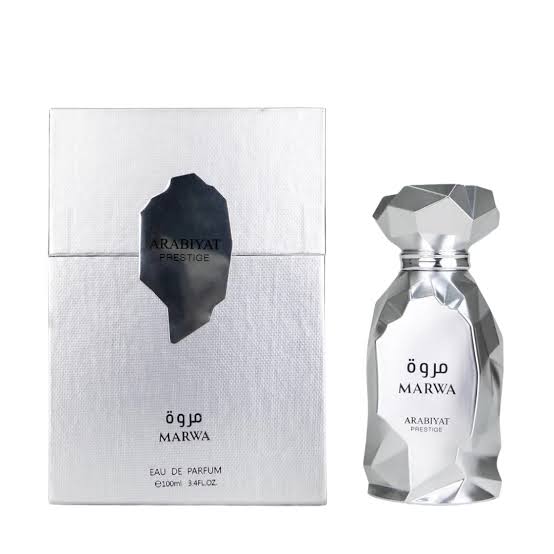 ARABIYAT
PRESTIGE
مروة
MARWA
EAU DE PARFUM
℮100ml 3.4FL.OZ.
مروة
MARWA
ARABIYAT
PRESTIGE